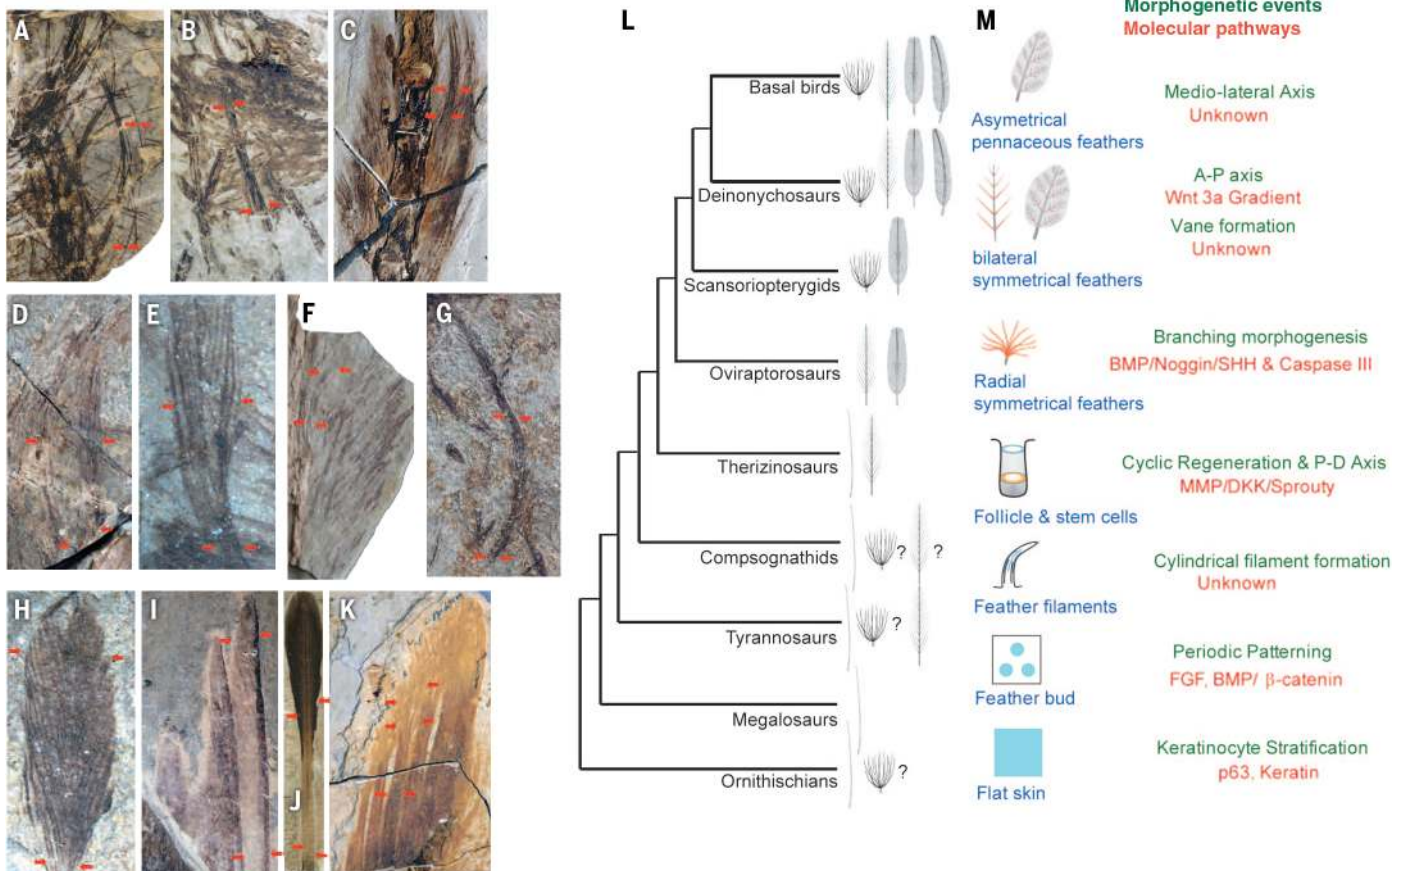 A
B
C
D
E
F
G
H
I
J
K
L
Basal birds
Deinonychosaurs
Scansoriopterygids
Oviraptorosaurs
Therizinosaurs
Compsognathids
? ?
Tyrannosaurs
?
Megalosaurs
Ornithischians
?
M
Morphogenetic events
Molecular pathways
Asymetrical
pennaceous feathers
Medio-lateral Axis
Unknown
bilateral
symmetrical feathers
A-P axis
Wnt 3a Gradient
Vane formation
Unknown
Radial
symmetrical feathers
Branching morphogenesis
BMP/Noggin/SHH & Caspase III
Follicle & stem cells
Cyclic Regeneration & P-D Axis
MMP/DKK/Sprouty
Feather filaments
Cylindrical filament formation
Unknown
Feather bud
Periodic Patterning
FGF, BMP/ β-catenin
Flat skin
Keratinocyte Stratification
p63, Keratin